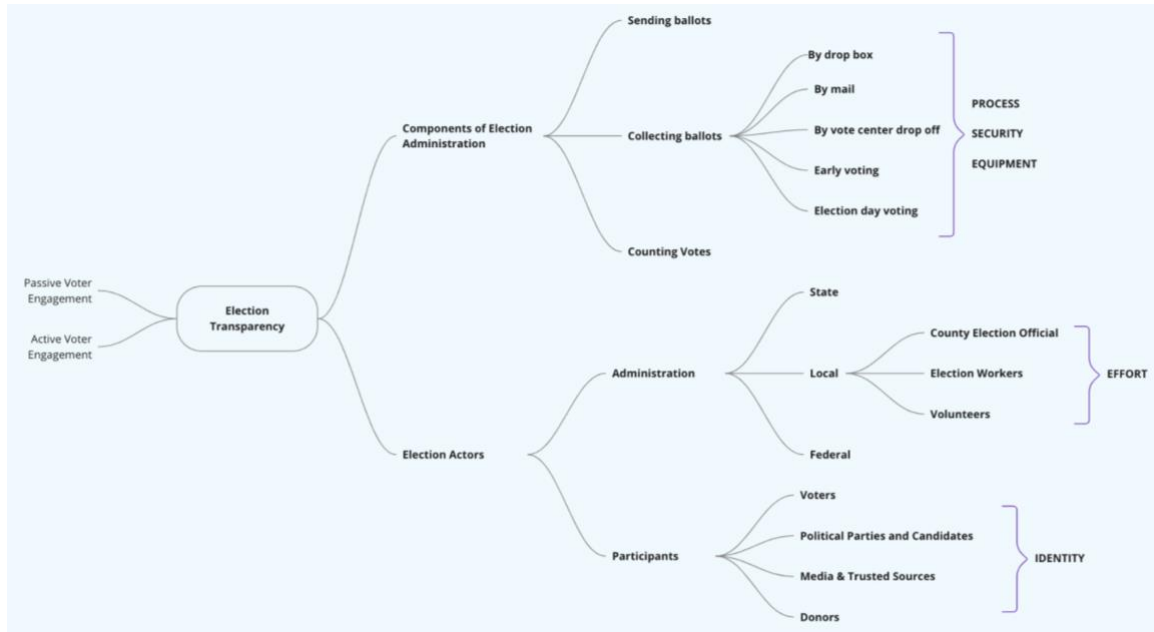 Sending ballots
By drop box
By mail
PROCESS
Components of Election
Administration
Collecting ballots
By vote center drop off
SECURITY
EQUIPMENT
Early voting
Election day voting
Counting Votes
Passive Voter
Engagement
Election
Transparency
Active Voter
Engagement
State
County Election Official
Administration
Local
Election Workers
EFFORT
Volunteers
Election Actors
Federal
Voters
Political Parties and Candidates
Participants
IDENTITY
Media & Trusted Sources
Donors